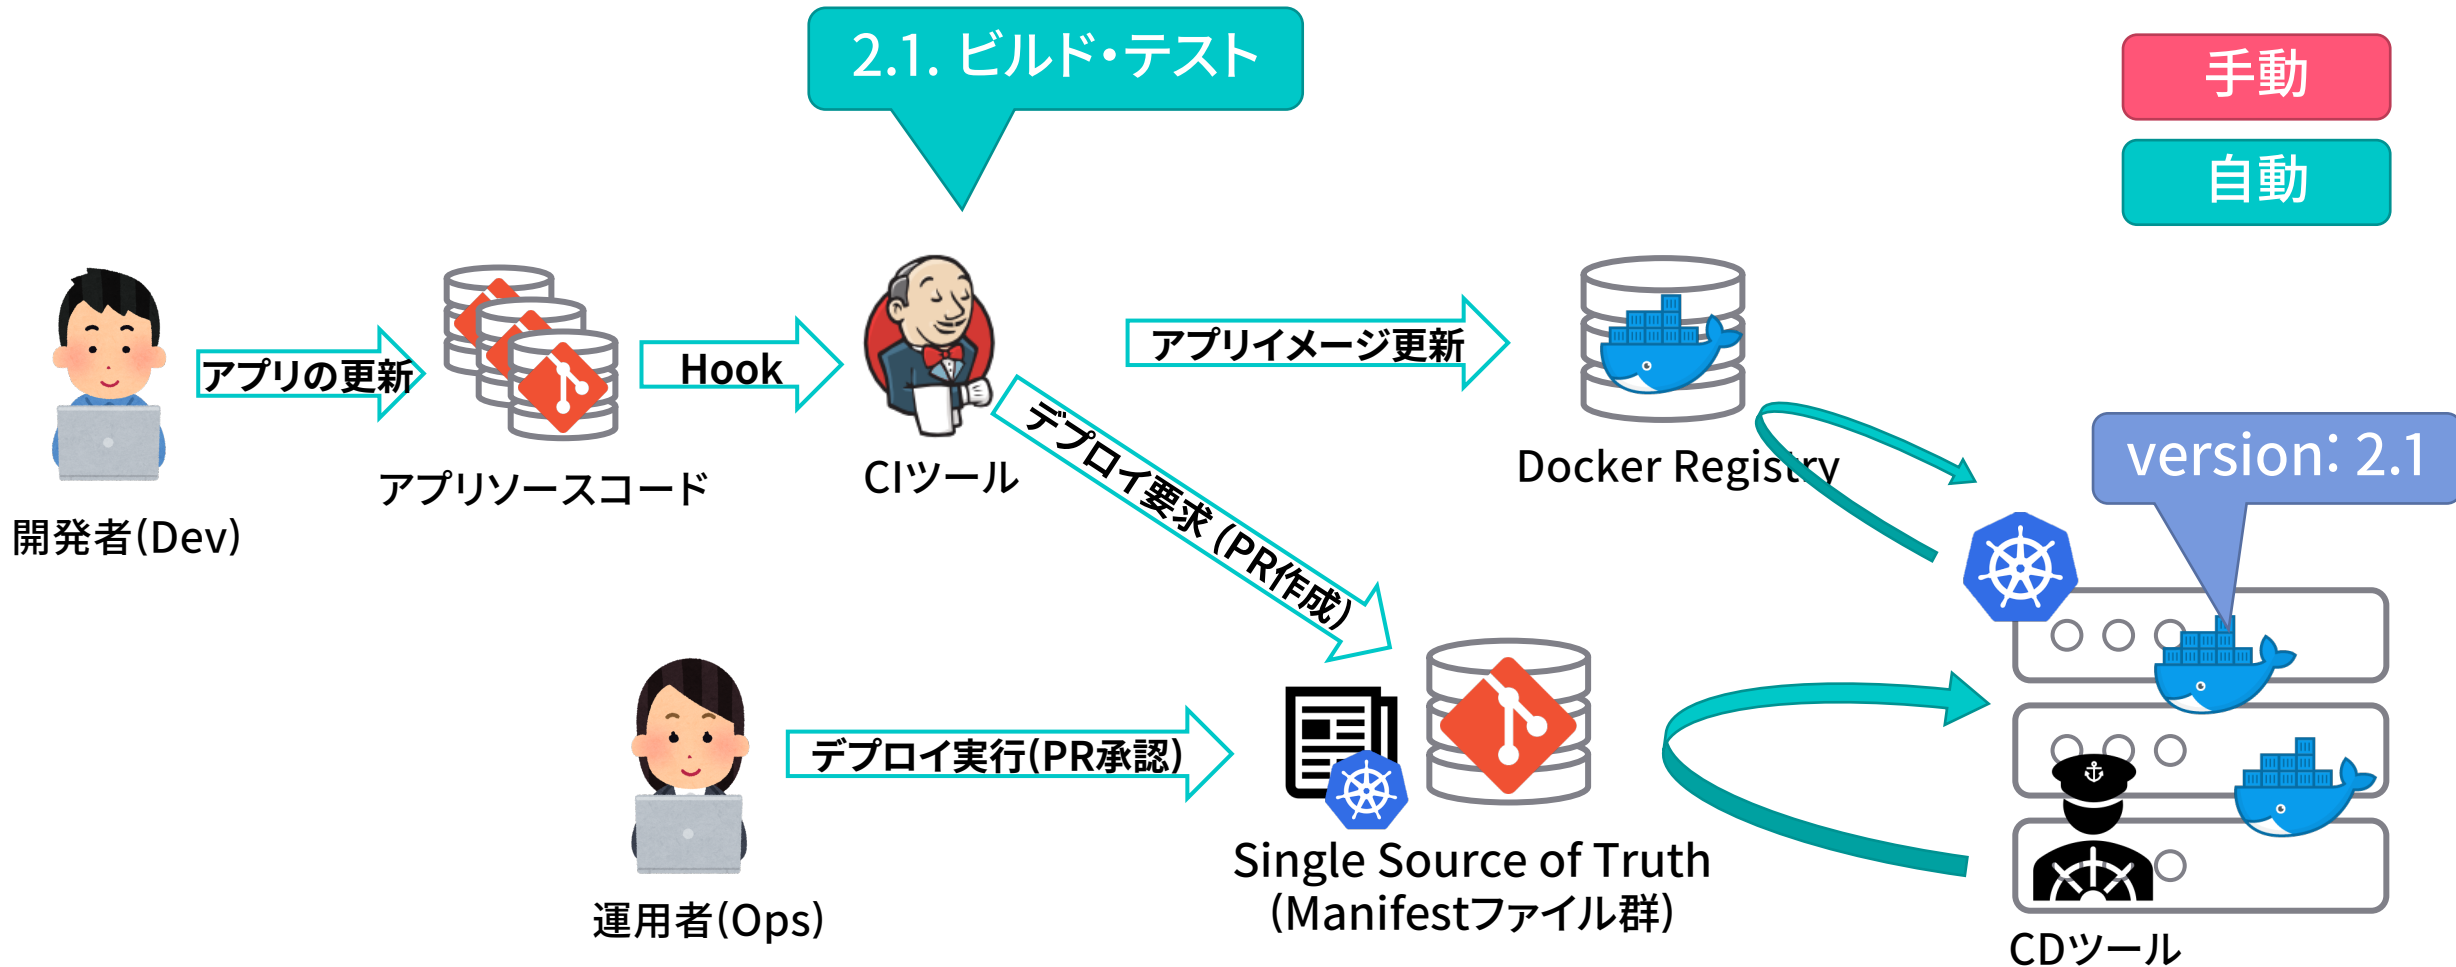 2.1. ビルド・テスト
手動
自動
アプリの更新
Hook
アプリイメージ更新
デプロイ要求 (PR作成)
version: 2.1
アプリソースコード
CIツール
Docker Registry
開発者(Dev)
デプロイ実行(PR承認)
Single Source of Truth
(Manifestファイル群)
運用者(Ops)
CDツール